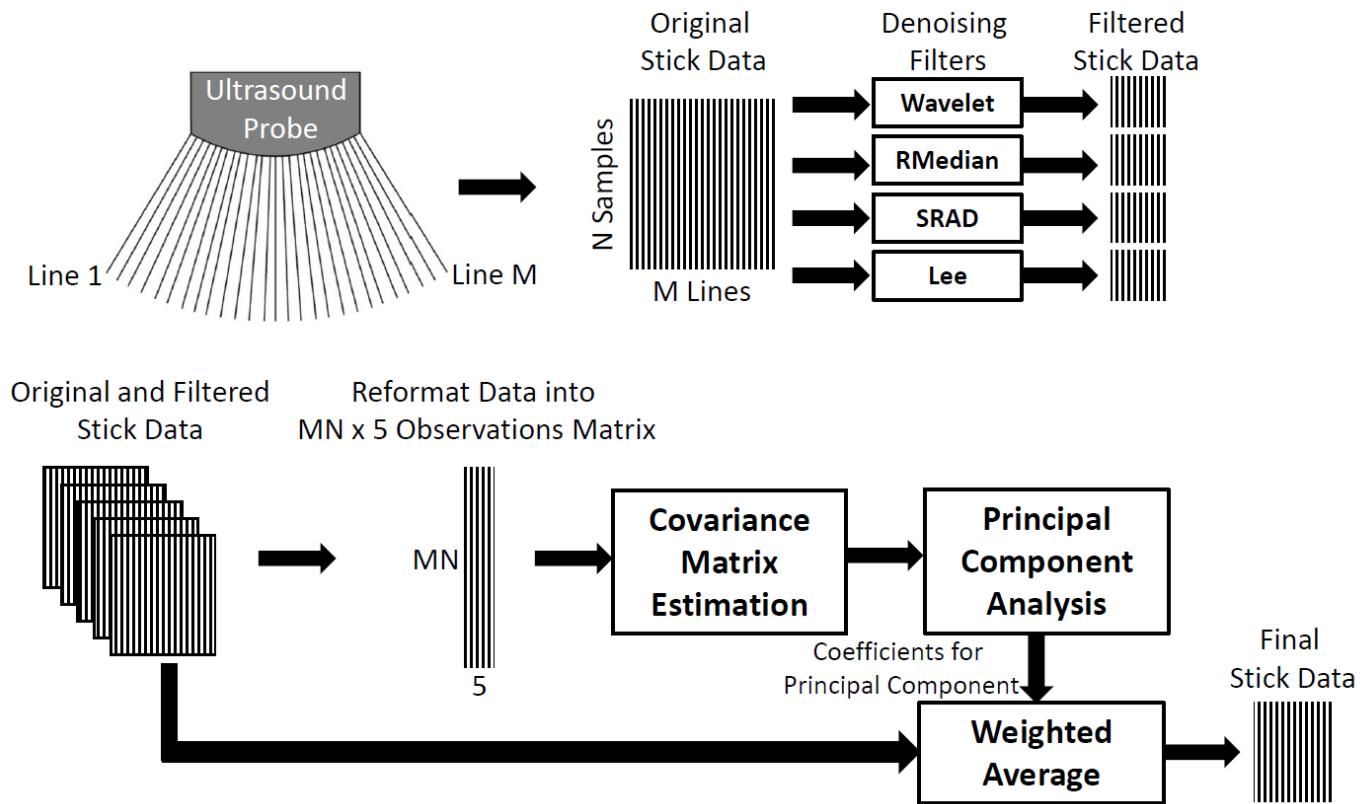 Ultrasound
Probe
Line 1
Line M
Original
Stick Data
N Samples
M Lines
Denoising
Filters
Wavelet
RMedian
SRAD
Lee
Filtered
Stick Data
Original and Filtered
Stick Data
Reformat Data into
MN x 5 Observations Matrix
MN
5
Covariance
Matrix
Estimation
Principal
Component
Analysis
Coefficients for
Principal Component
Weighted
Average
Final
Stick Data